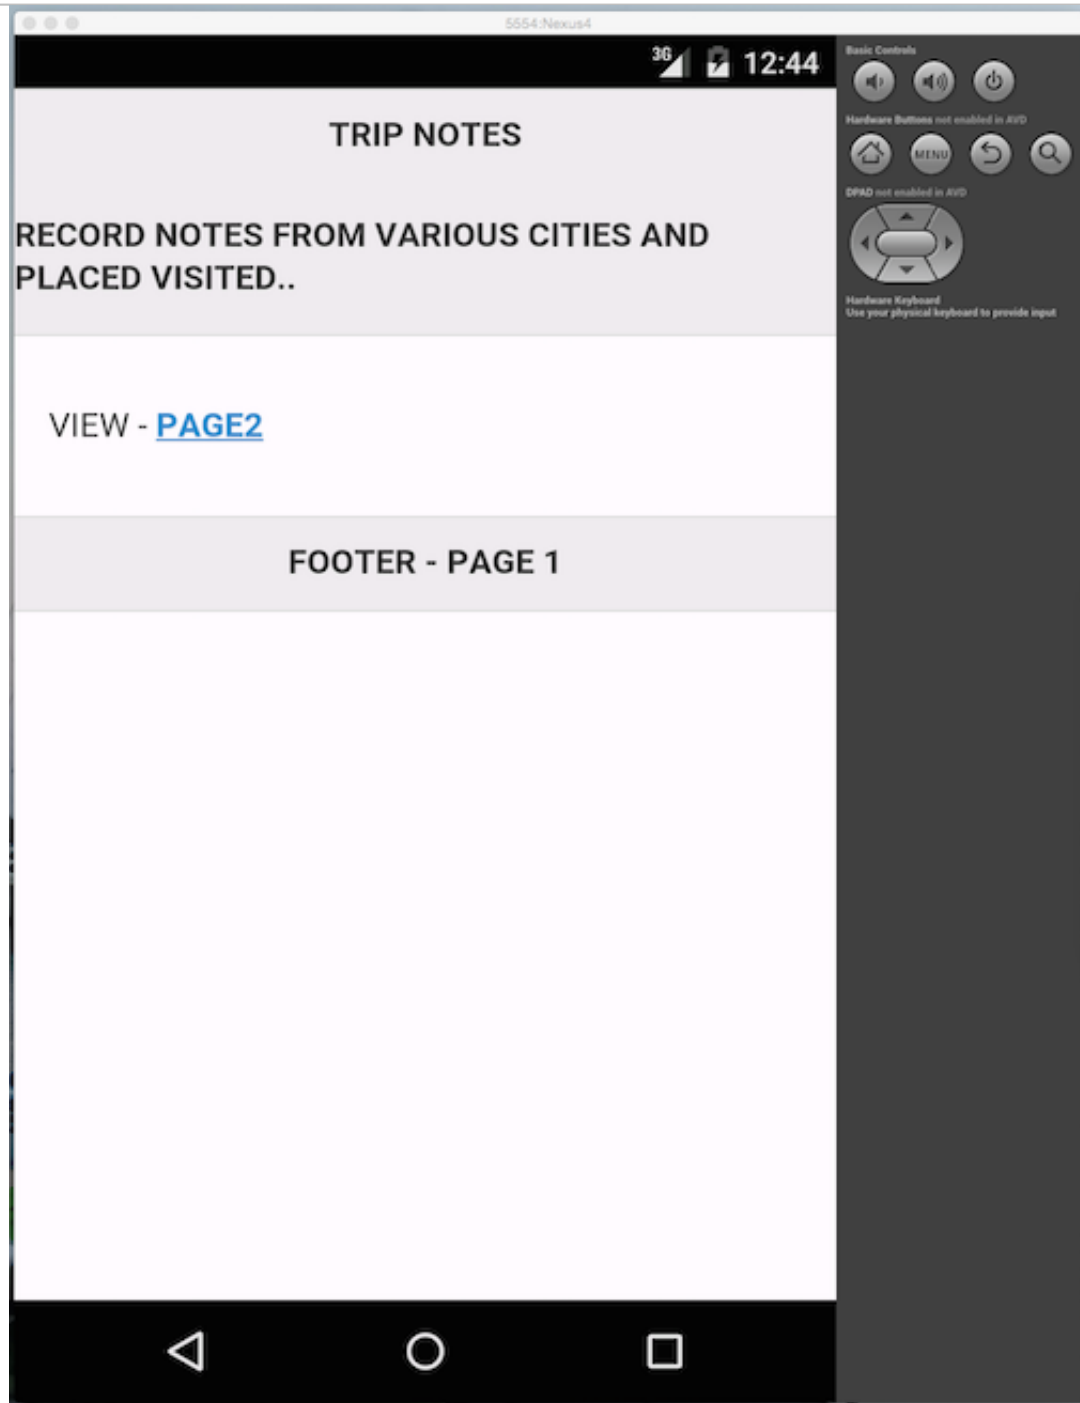 5554:Nexus4
3G 12:44
TRIP NOTES
RECORD NOTES FROM VARIOUS CITIES AND
PLACED VISITED..
VIEW - PAGE2
FOOTER - PAGE 1
Basic Controls
Hardware Buttons not enabled in AVD
MENU
DPAD not enabled in AVD
Hardware Keyboard
Use your physical keyboard to provide input